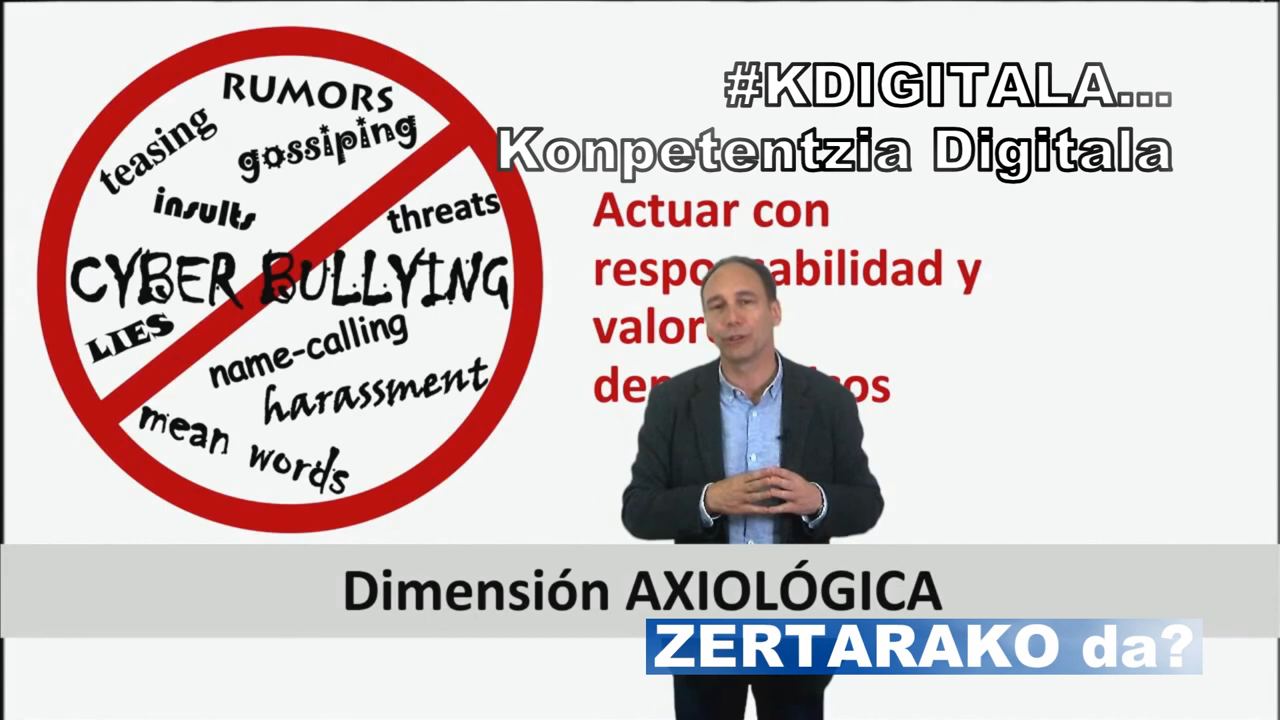 RUMORS
teasing
gossiping
insults
threats
CYBER BULLYING
LIES
name-calling
harassment
mean words
#KDIGITALA...
Konpetentzia Digitala
Actuar con
y
Dimensión AXIOLÓGICA
ZERTARAKO da?